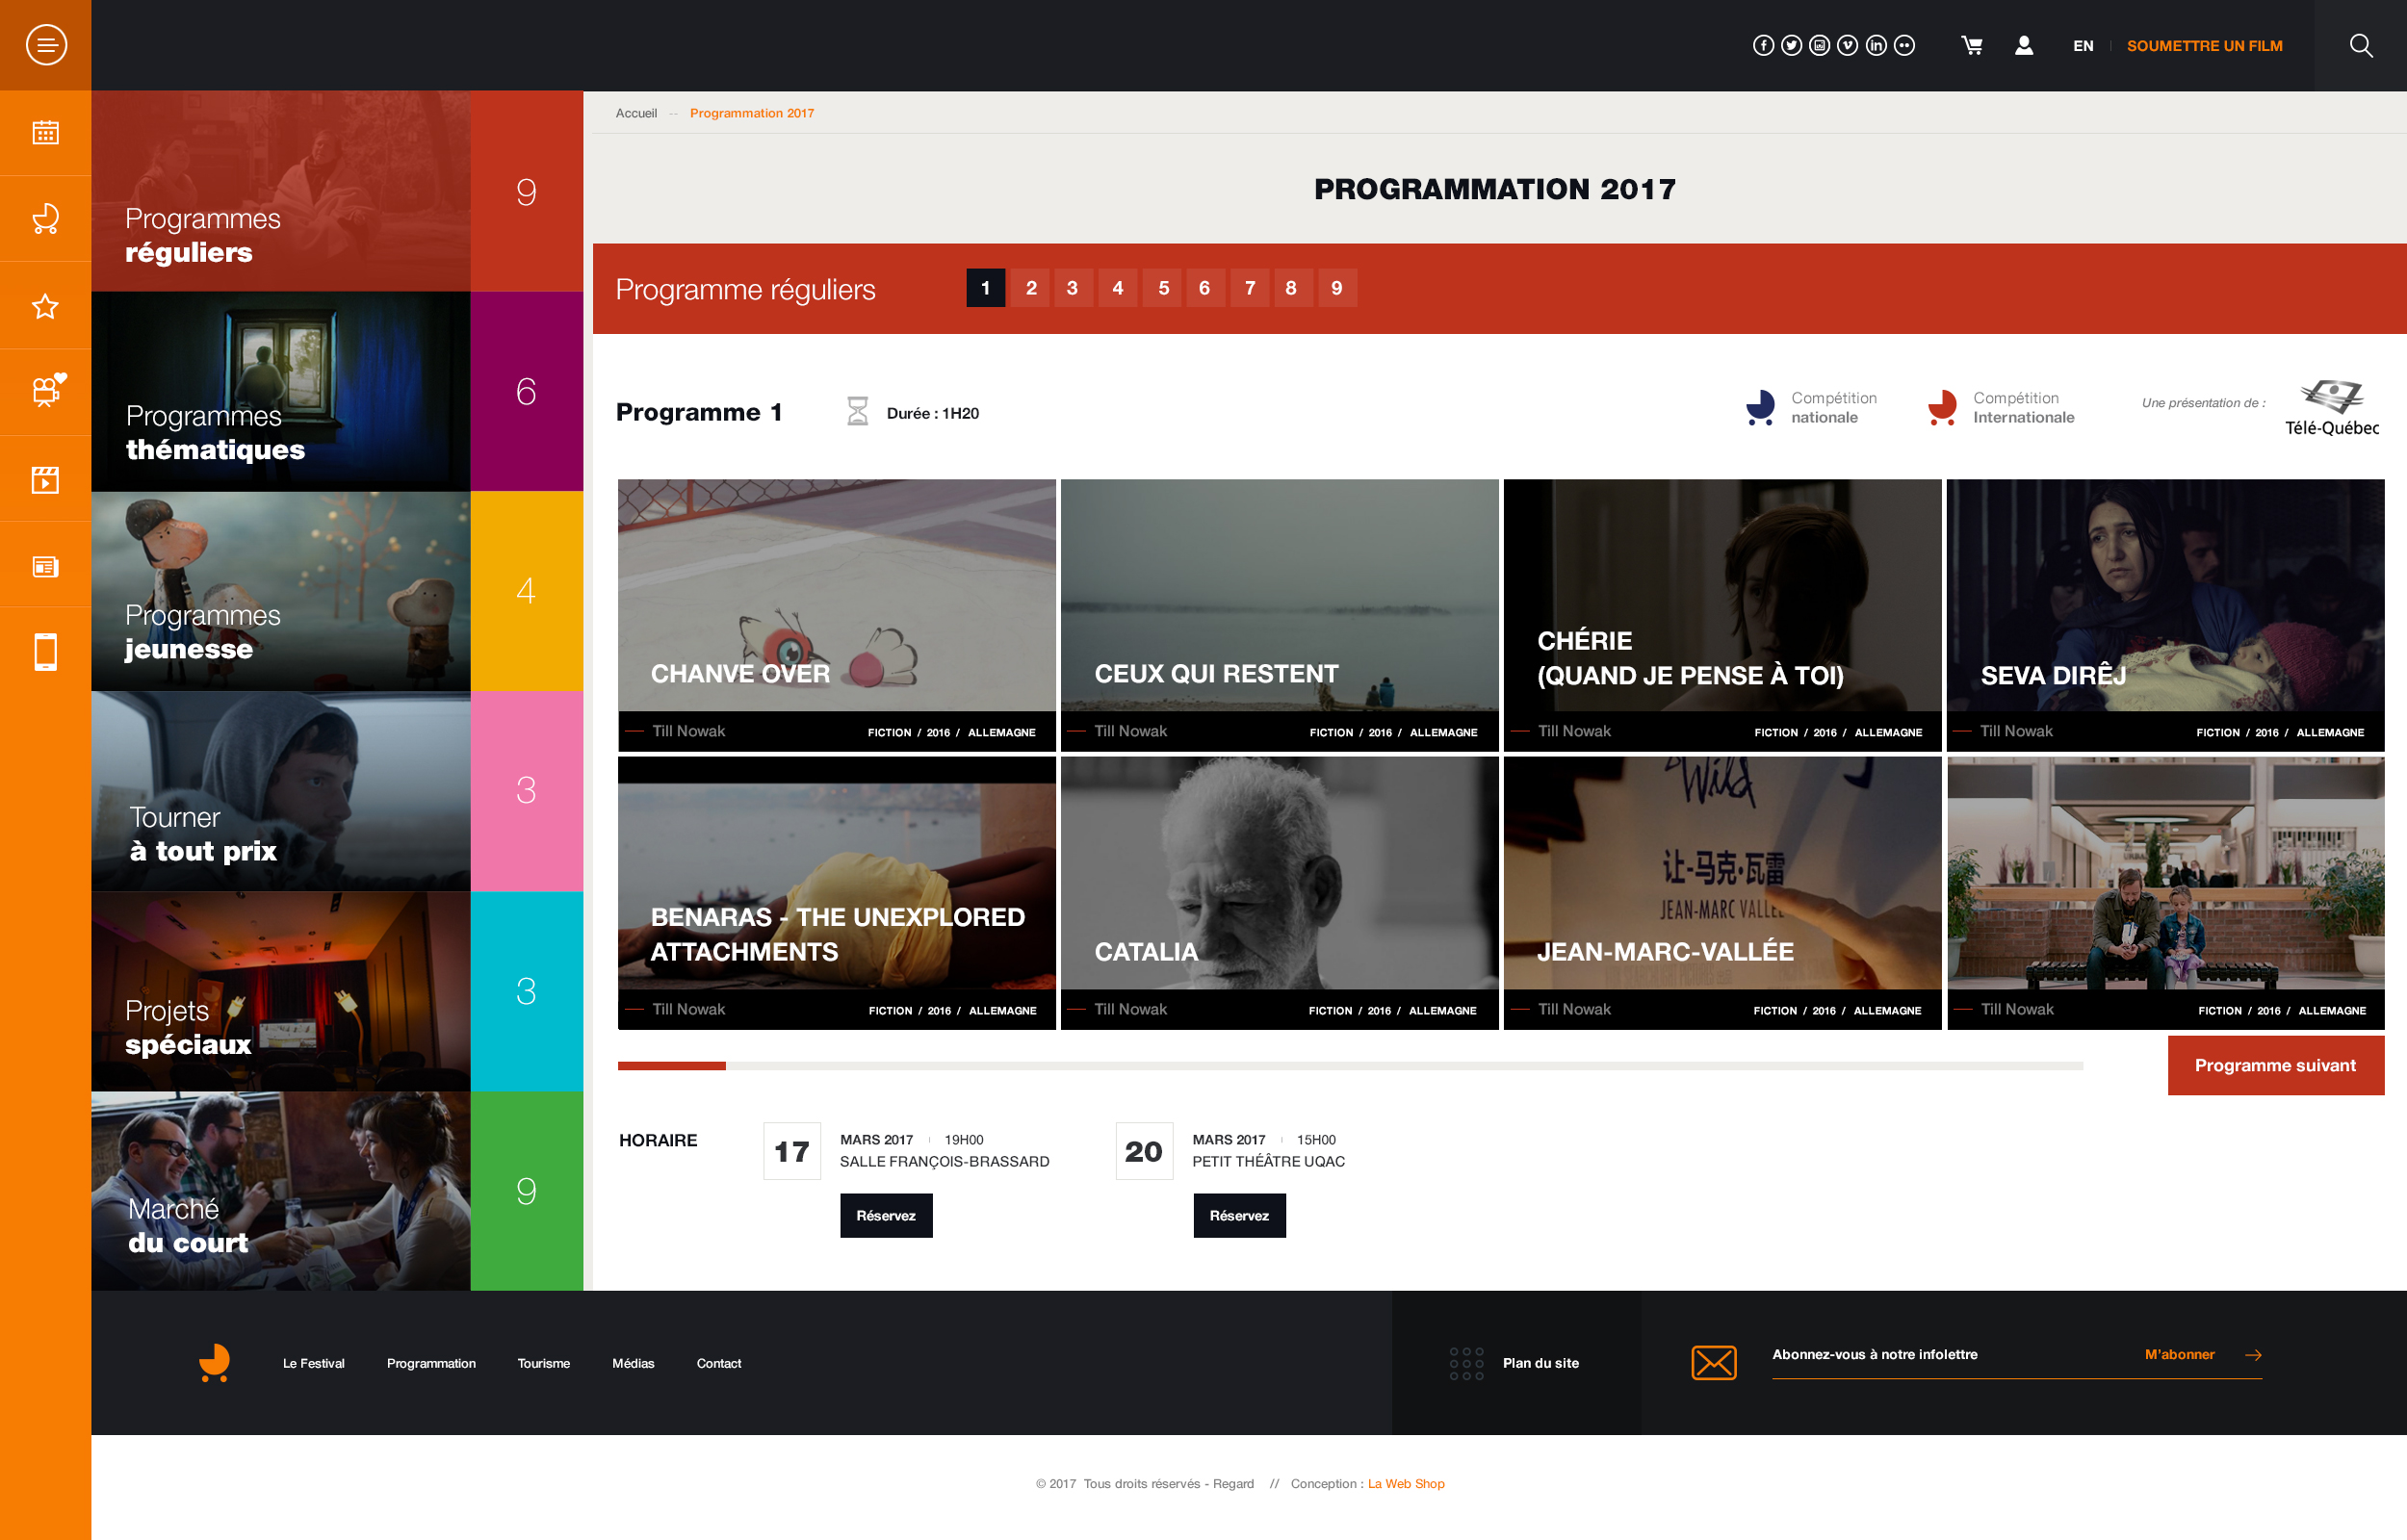 EN
SOUMETTRE UN FILM
Programmes
réguliers
9
Programmes
thématiques
6
Programmes
jeunesse
4
Tourner
à tout prix
3
Projets
spéciaux
3
Marché
du court
9
Accueil -- Programmation 2017
PROGRAMMATION 2017
Programme réguliers
1 2 3 4 5 6 7 8 9
Programme 1
Durée : 1H20
Compétition
nationale
Compétition
Internationale
Une présentation de :
Télé-Québec
CHANVE OVER
Till Nowak
FICTION / 2016 / ALLEMAGNE
CEUX QUI RESTENT
Till Nowak
FICTION / 2016 / ALLEMAGNE
CHÉRIE
(QUAND JE PENSE À TOI)
Till Nowak
FICTION / 2016 / ALLEMAGNE
SEVA DIRÊJ
Till Nowak
FICTION / 2016 / ALLEMAGNE
BENARAS - THE UNEXPLORED
ATTACHMENTS
Till Nowak
FICTION / 2016 / ALLEMAGNE
CATALIA
Till Nowak
FICTION / 2016 / ALLEMAGNE
Wild
让-马克·瓦雷
JEAN-MARC VALLÉE
JEAN-MARC-VALLÉE
Till Nowak
FICTION / 2016 / ALLEMAGNE
Till Nowak
FICTION / 2016 / ALLEMAGNE
Programme suivant
HORAIRE
17
MARS 2017 | 19H00
SALLE FRANÇOIS-BRASSARD
Réservez
20
MARS 2017 | 15H00
PETIT THÉÂTRE UQAC
Réservez
Le Festival
Programmation
Tourisme
Médias
Contact
Plan du site
Abonnez-vous à notre infolettre
M'abonner
© 2017 Tous droits réservés - Regard // Conception : La Web Shop